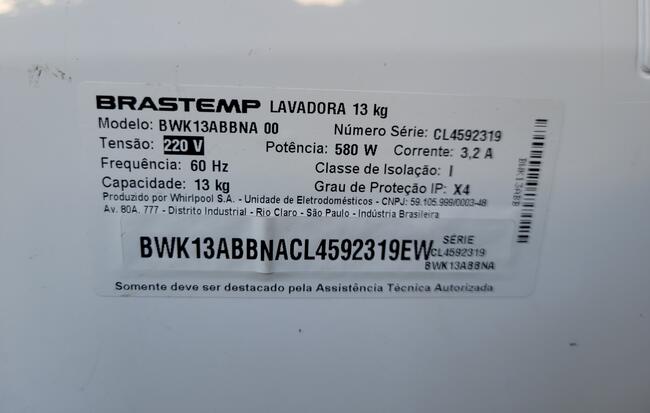 BRASTEMP LAVADORA 13 kg
Modelo: BWK13ABBNA 00 Número Série: CL4592319
Tensão: 220 V Potência: 580 W Corrente: 3,2 A
Frequência: 60 Hz Classe de Isolação: I
Capacidade: 13 kg Grau de Proteção IP: X4
Produzido por Whirlpool S.A. - Unidade de Eletrodomésticos - CNPJ: 59.105.999/0003-48
Av. 80A. 777 - Distrito Industrial - Rio Claro - São Paulo - Indústria Brasileira
BWK13ABB
BWK13ABBNACL4592319EW
SÉRIE
CL4592319
BWK13ABBNA
Somente deve ser destacado pela Assistência Técnica Autorizada